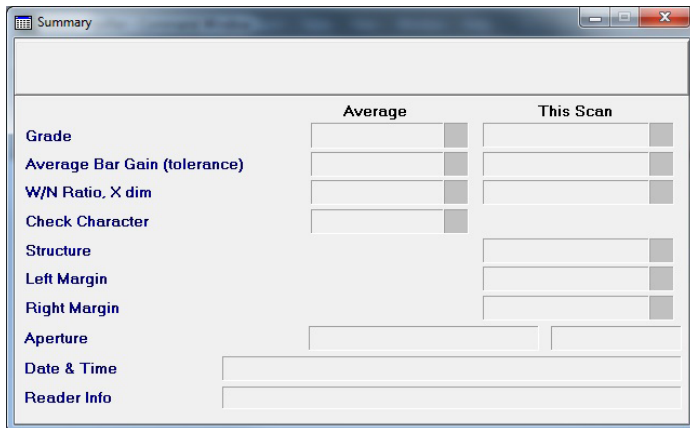 Summary
Average This Scan
Grade
Average Bar Gain (tolerance)
W/N Ratio, X dim
Check Character
Structure
Left Margin
Right Margin
Aperture
Date & Time
Reader Info